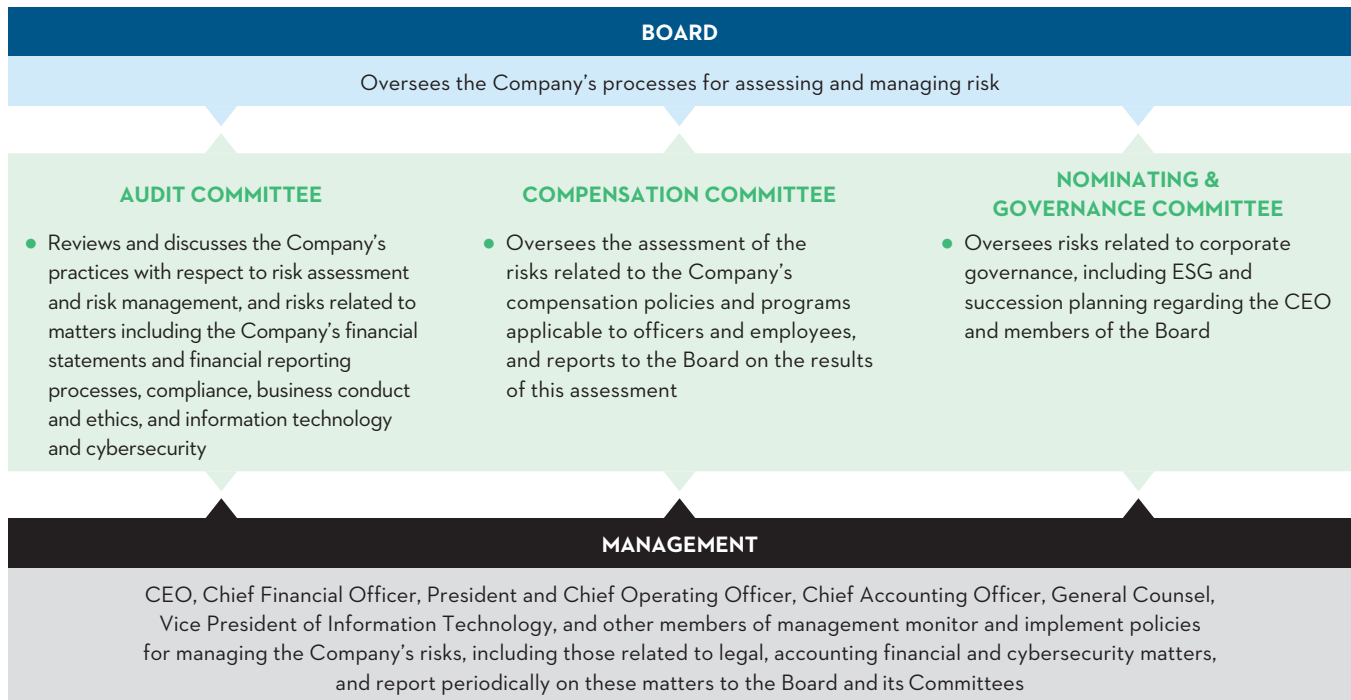 BOARD
Oversees the Company's processes for assessing and managing risk
AUDIT COMMITTEE
• Reviews and discusses the Company's
practices with respect to risk assessment
and risk management, and risks related to
matters including the Company's financial
statements and financial reporting
processes, compliance, business conduct
and ethics, and information technology
and cybersecurity
COMPENSATION COMMITTEE
• Oversees the assessment of the
risks related to the Company's
compensation policies and programs
applicable to officers and employees,
and reports to the Board on the results
of this assessment
NOMINATING &
GOVERNANCE COMMITTEE
• Oversees risks related to corporate
governance, including ESG and
succession planning regarding the CEO
and members of the Board
MANAGEMENT
CEO, Chief Financial Officer, President and Chief Operating Officer, Chief Accounting Officer, General Counsel,
Vice President of Information Technology, and other members of management monitor and implement policies
for managing the Company's risks, including those related to legal, accounting financial and cybersecurity matters,
and report periodically on these matters to the Board and its Committees